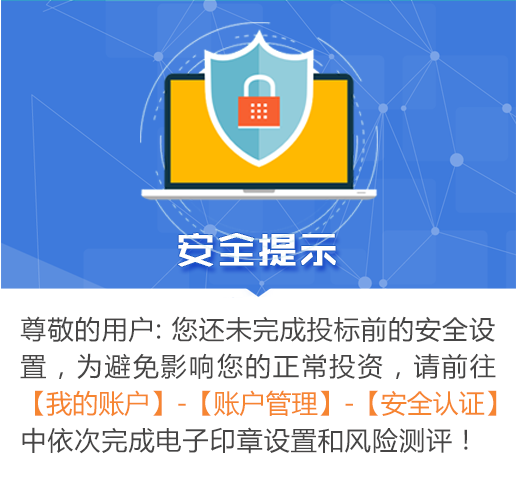 安全提示
尊敬的用户: 您还未完成投标前的安全设
置，为避免影响您的正常投资，请前往
【我的账户】-【账户管理】-【安全认证】
中依次完成电子印章设置和风险测评！